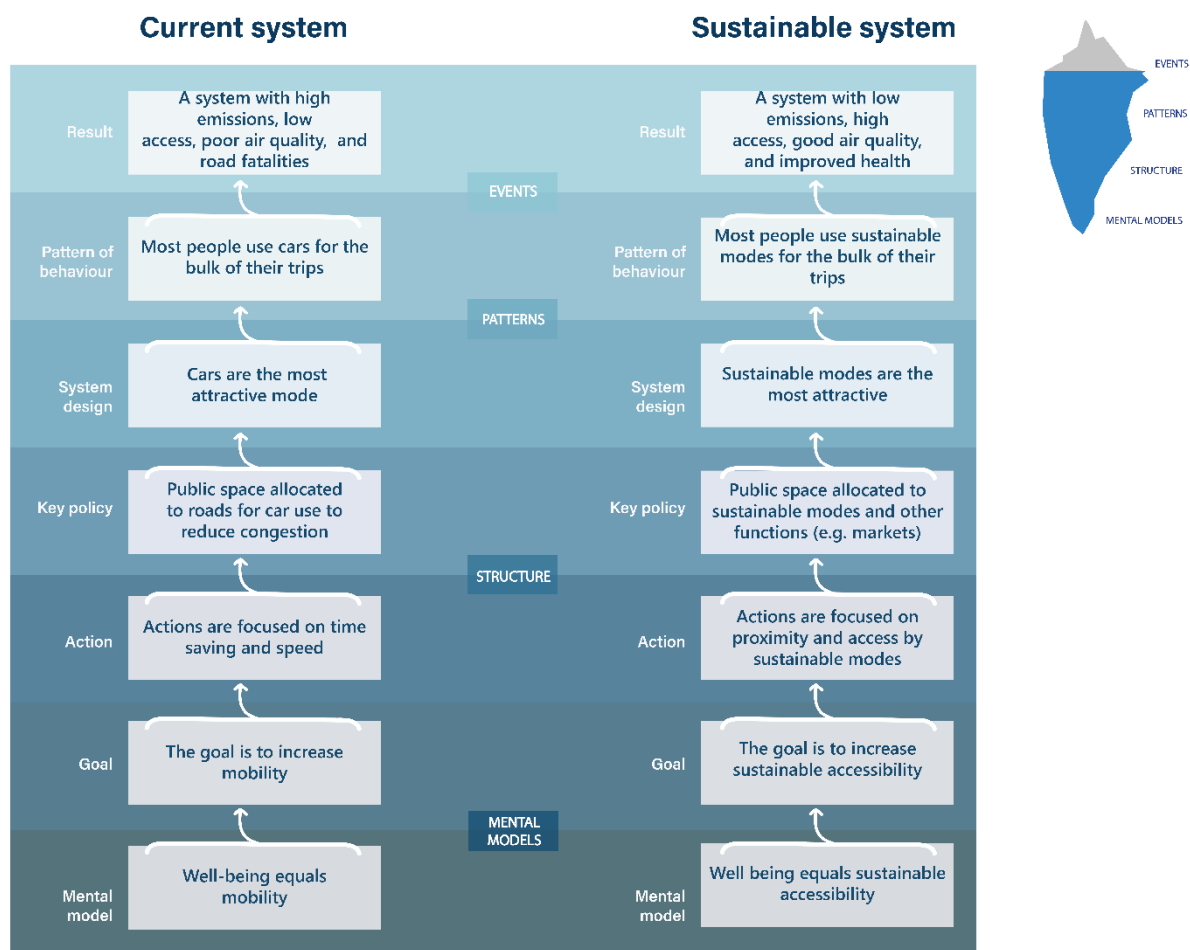 Current system
Sustainable system
EVENTS
PATTERNS
STRUCTURE
MENTAL MODELS
Result
A system with high
emissions, low
access, poor air quality, and
road fatalities
Result
A system with low
emissions, high
access, good air quality,
and improved health
EVENTS
Pattern of
behaviour
Most people use cars for the
bulk of their trips
Pattern of
behaviour
Most people use sustainable
modes for the bulk of their
trips
PATTERNS
System
design
Cars are the most
attractive mode
System
design
Sustainable modes are the
most attractive
Key policy
Public space allocated
to roads for car use to
reduce congestion
Key policy
Public space allocated to
sustainable modes and other
functions (e.g. markets)
STRUCTURE
Action
Actions are focused on time
saving and speed
Action
Actions are focused on
proximity and access by
sustainable modes
Goal
The goal is to increase
mobility
Goal
The goal is to increase
sustainable accessibility
MENTAL
MODELS
Mental
model
Well-being equals
mobility
Mental
model
Well being equals sustainable
accessibility